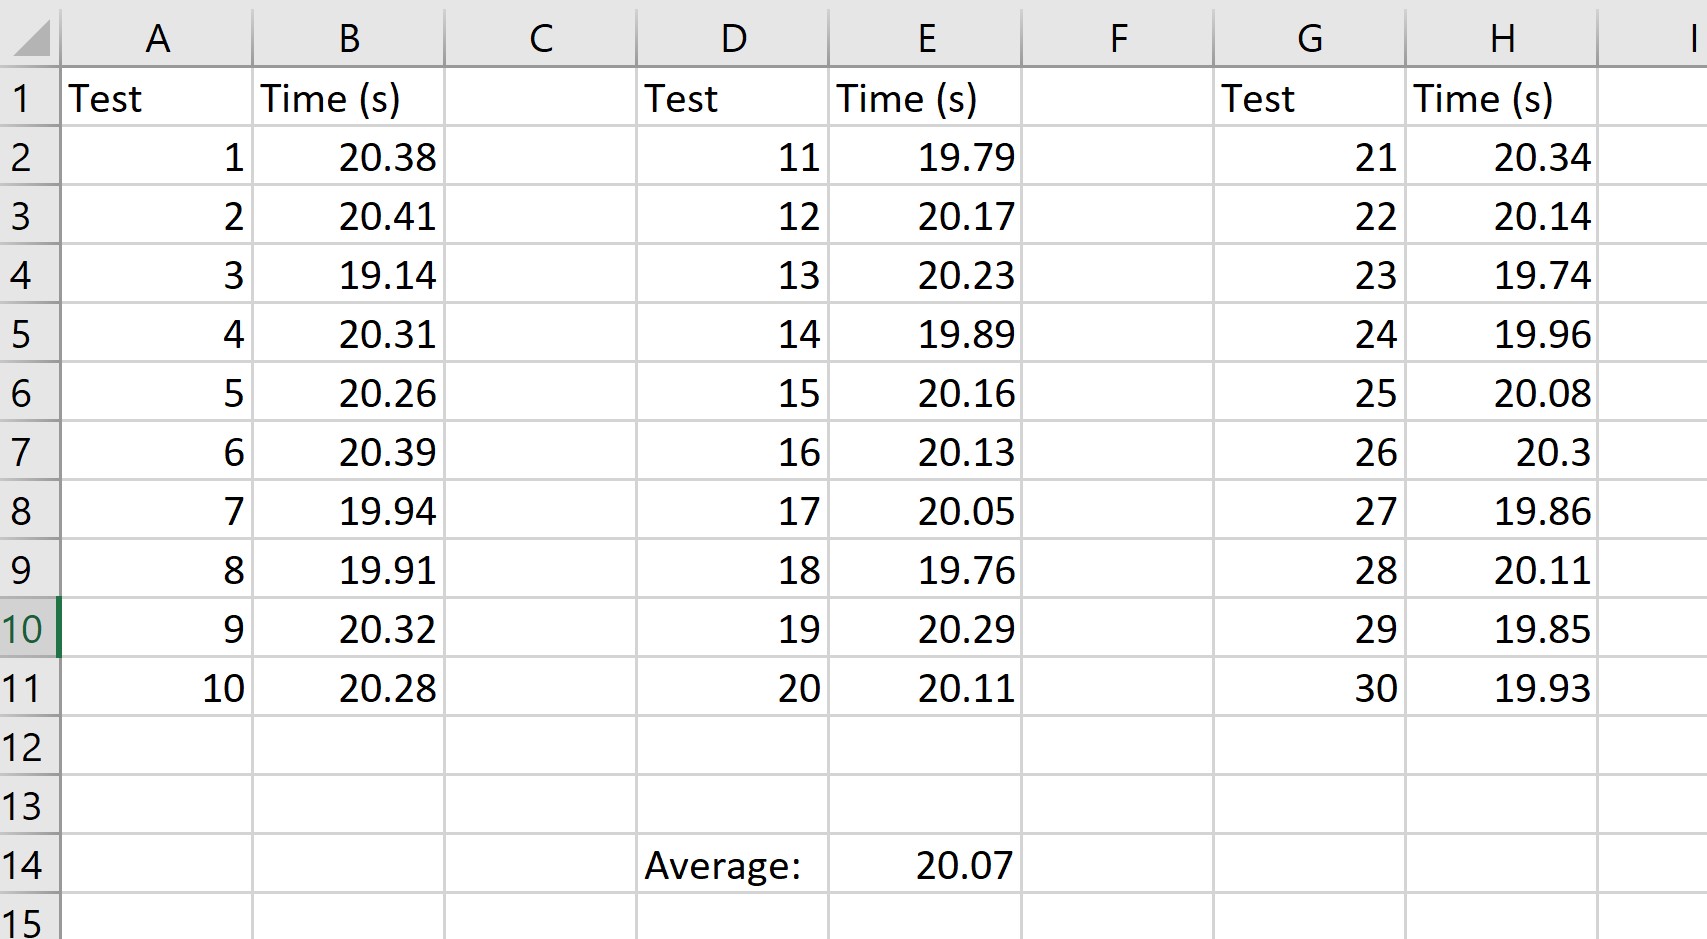 A B C D E F G H I
1 Test Time (s) Test Time (s) Test Time (s)
2 1 20.38 11 19.79 21 20.34
3 2 20.41 12 20.17 22 20.14
4 3 19.14 13 20.23 23 19.74
5 4 20.31 14 19.89 24 19.96
6 5 20.26 15 20.16 25 20.08
7 6 20.39 16 20.13 26 20.3
8 7 19.94 17 20.05 27 19.86
9 8 19.91 18 19.76 28 20.11
10 9 20.32 19 20.29 29 19.85
11 10 20.28 20 20.11 30 19.93
12
13
14 Average: 20.07
15